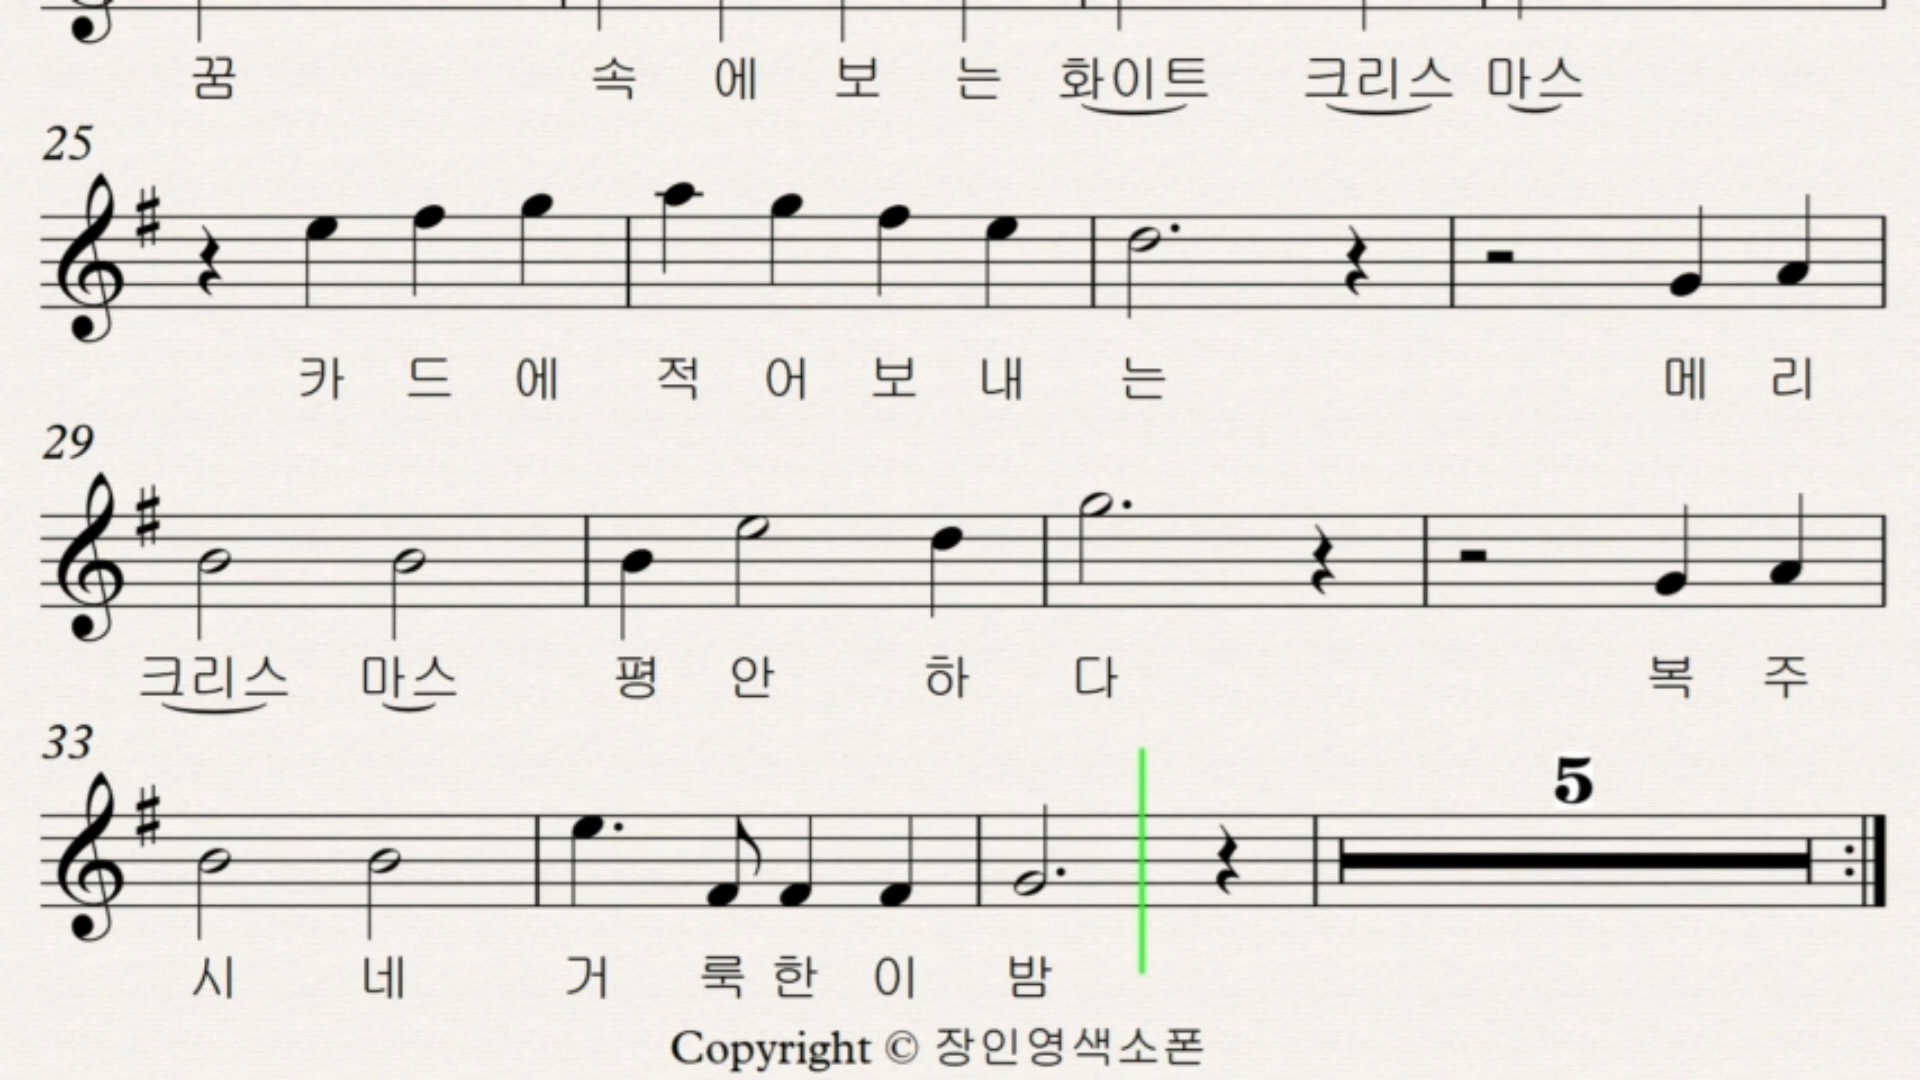 꿈 속 에 보 는 화이트 크리스 마스
25
카 드 에 적 어 보 내 는 메 리
29
크리스 마스 평 안 하 다 복 주
33
5
시 네 거 룩 한 이 밤
Copyright © 장인영색소폰